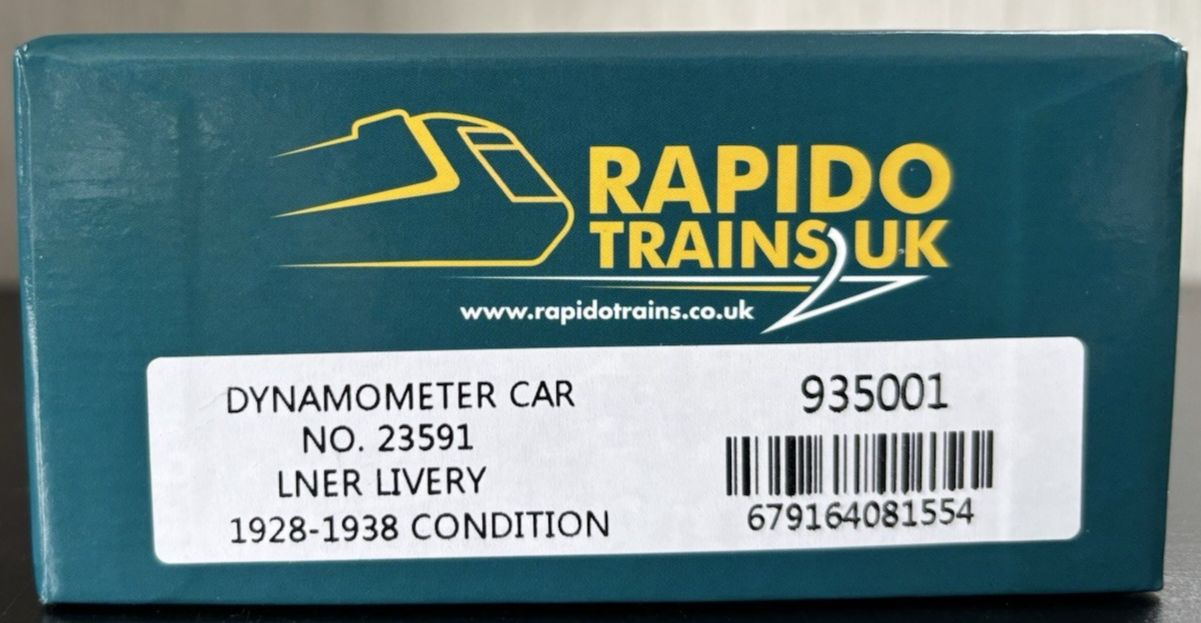 RAPIDO
TRAINS UK
www.rapidotrains.co.uk
DYNAMOMETER CAR
NO. 23591
LNER LIVERY
1928-1938 CONDITION
935001
679164081554